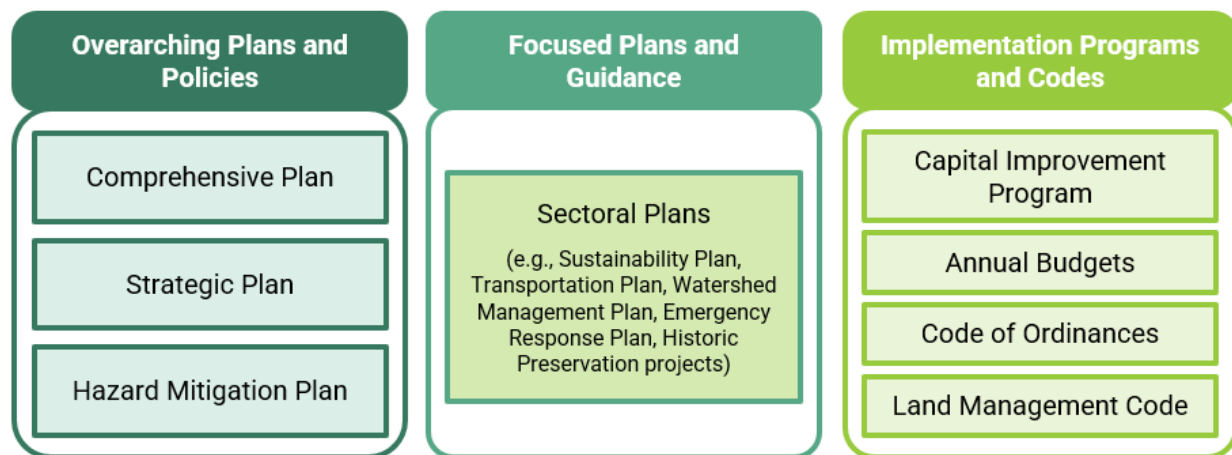 Overarching Plans and
Policies
Comprehensive Plan
Strategic Plan
Hazard Mitigation Plan
Focused Plans and
Guidance
Sectoral Plans
(e.g., Sustainability Plan,
Transportation Plan, Watershed
Management Plan, Emergency
Response Plan, Historic
Preservation projects)
Implementation Programs
and Codes
Capital Improvement
Program
Annual Budgets
Code of Ordinances
Land Management Code